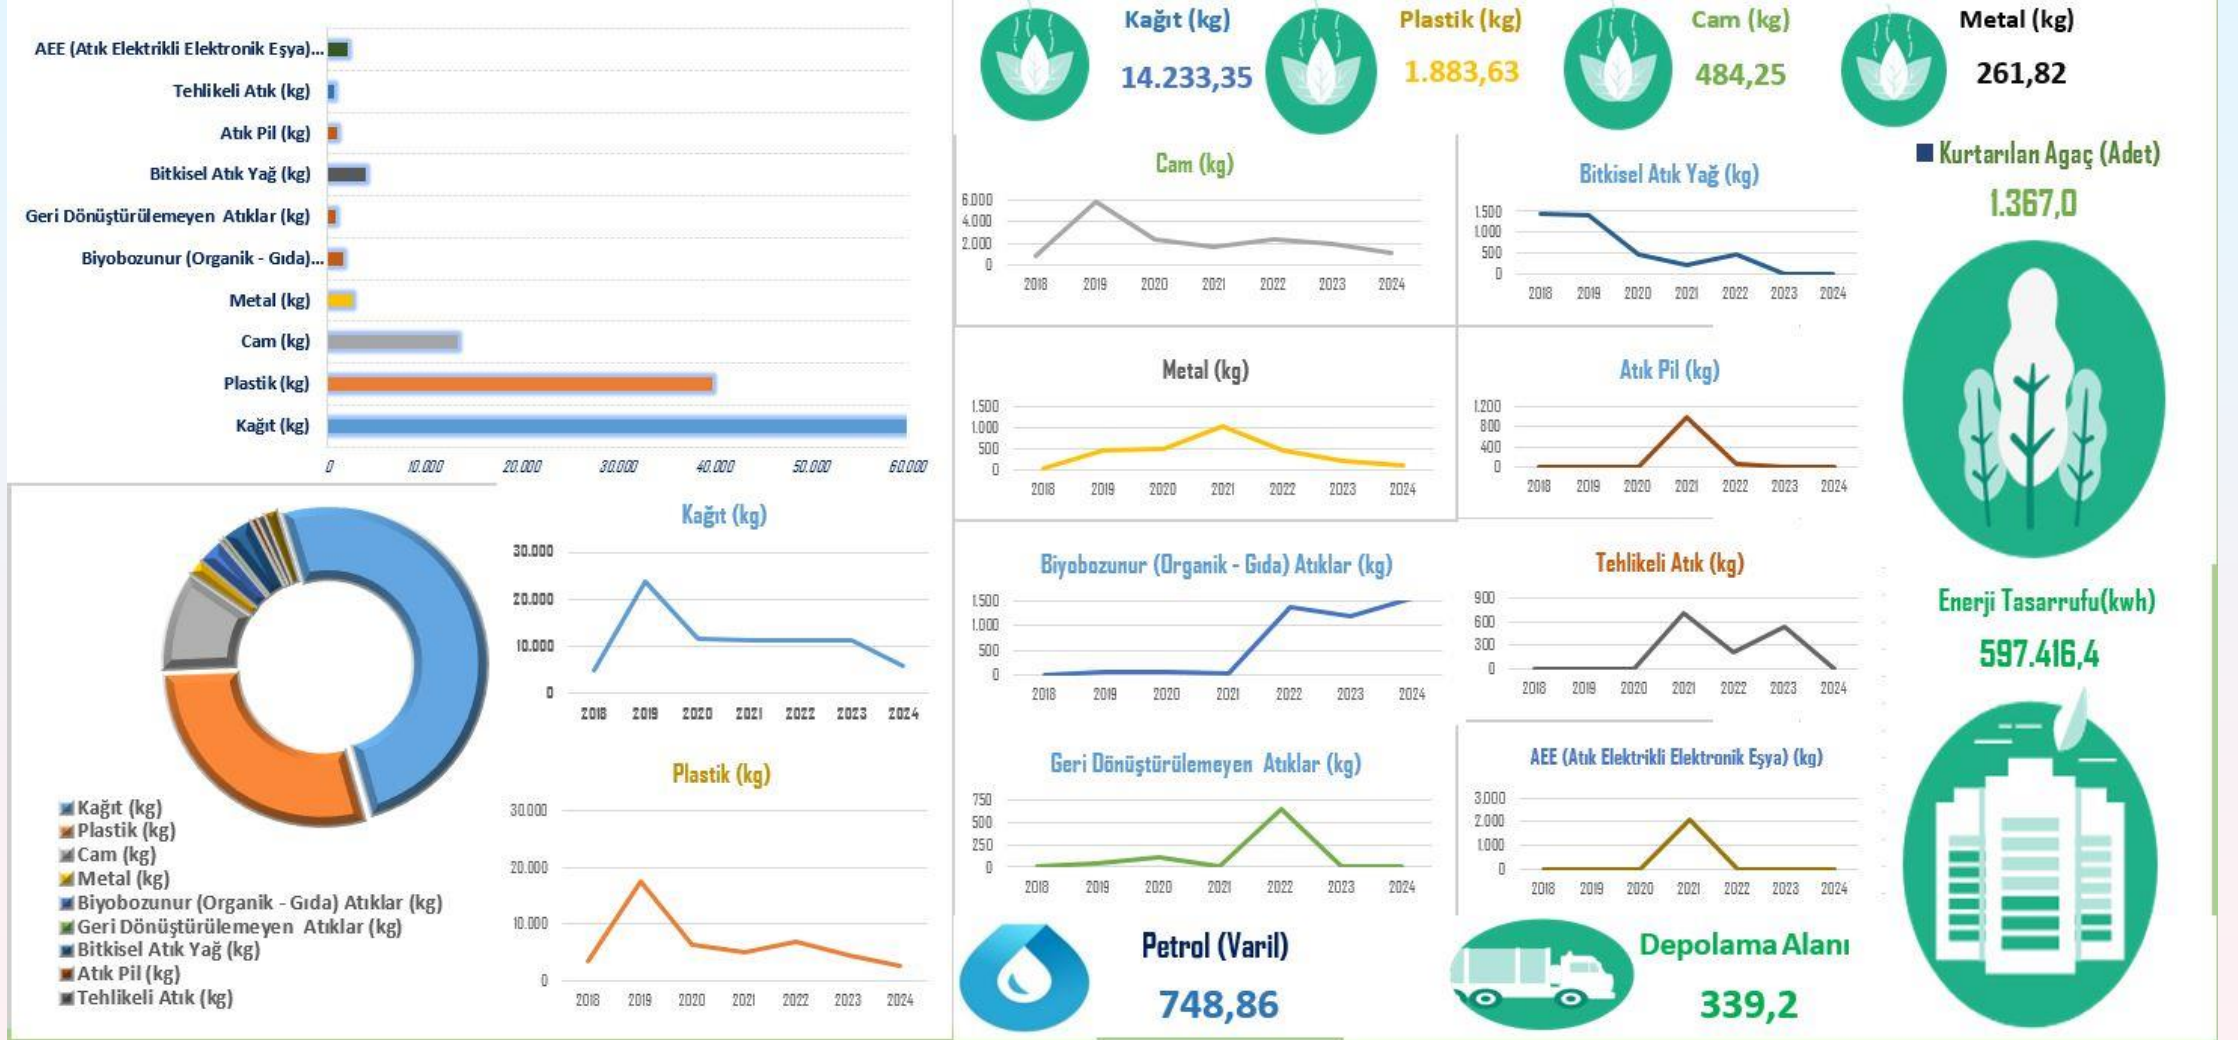 AEE (Atık Elektrikli Elektronik Eşya)...
Tehlikeli Atık (kg)
Atık Pil (kg)
Bitkisel Atık Yağ (kg)
Geri Dönüştürülemeyen Atıklar (kg)
Biyobozunur (Organik - Gıda)...
Metal (kg)
Cam (kg)
Plastik (kg)
Kağıt (kg)
0 10.000 20.000 30.000 40.000 50.000 60.000
Kağıt (kg)
Plastik (kg)
Cam (kg)
Metal (kg)
Biyobozunur (Organik - Gıda) Atıklar (kg)
Geri Dönüştürülemeyen Atıklar (kg)
Bitkisel Atık Yağ (kg)
Atık Pil (kg)
Tehlikeli Atık (kg)
Kağıt (kg)
30.000
20.000
10.000
0
2018 2019 2020 2021 2022 2023 2024
Plastik (kg)
30.000
20.000
10.000
0
2018 2019 2020 2021 2022 2023 2024
Kağıt (kg)
14.233,35
Plastik (kg)
1.883,63
Cam (kg)
484,25
Metal (kg)
261,82
Cam (kg)
6.000
4.000
2.000
0
2018 2019 2020 2021 2022 2023 2024
Bitkisel Atık Yağ (kg)
1.500
1.000
500
0
2018 2019 2020 2021 2022 2023 2024
Metal (kg)
1.500
1.000
500
0
2018 2019 2020 2021 2022 2023 2024
Atık Pil (kg)
1.200
800
400
0
2018 2019 2020 2021 2022 2023 2024
Biyobozunur (Organik - Gıda) Atıklar (kg)
1.500
1.000
500
0
2018 2019 2020 2021 2022 2023 2024
Tehlikeli Atık (kg)
900
600
300
0
2018 2019 2020 2021 2022 2023 2024
Geri Dönüştürülemeyen Atıklar (kg)
750
500
250
0
2018 2019 2020 2021 2022 2023 2024
AEE (Atık Elektrikli Elektronik Eşya) (kg)
3.000
2.000
1.000
0
2018 2019 2020 2021 2022 2023 2024
Petrol (Varil)
748,86
Depolama Alanı
339,2
Kurtarılan Agaç (Adet)
1.367,0
Enerji Tasarrufu(kwh)
597.416,4